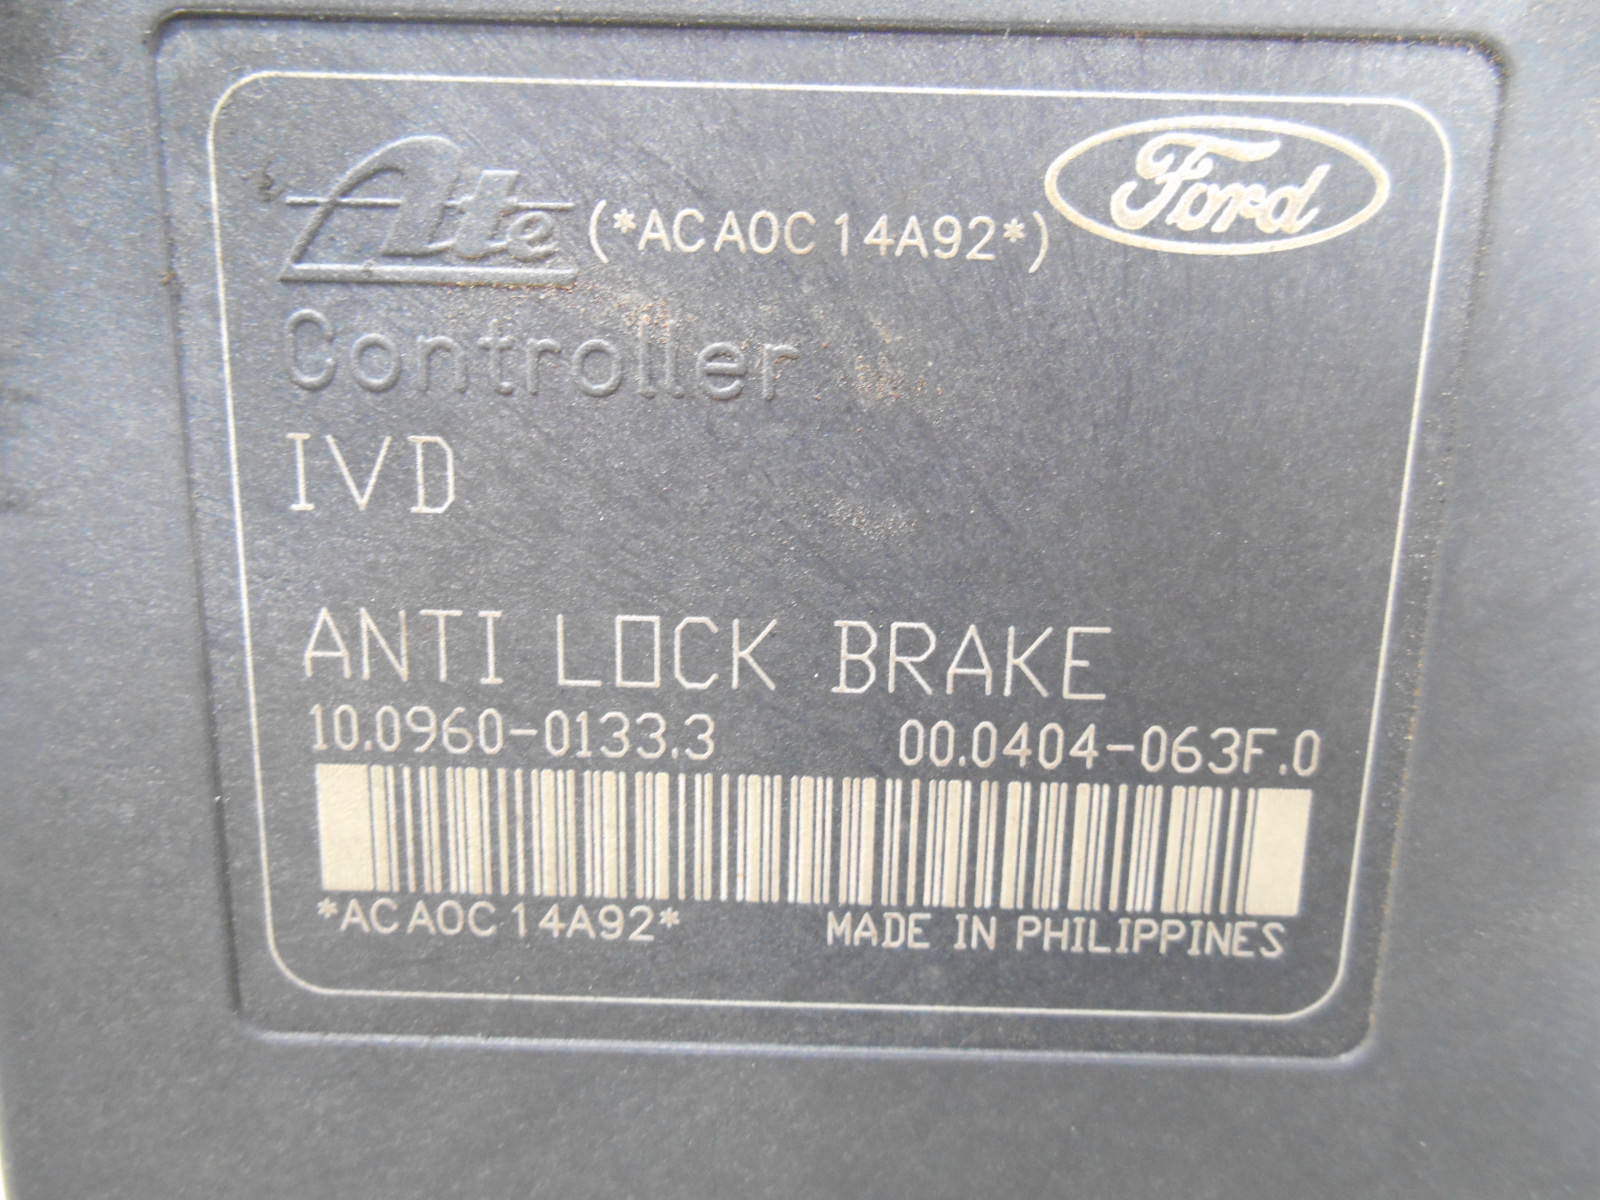 Ate (*ACA0C14A92*) Ford
Controller
IVD
ANTI LOCK BRAKE
10.0960-0133.3 00.0404-063F.0
*ACA0C14A92* MADE IN PHILIPPINES